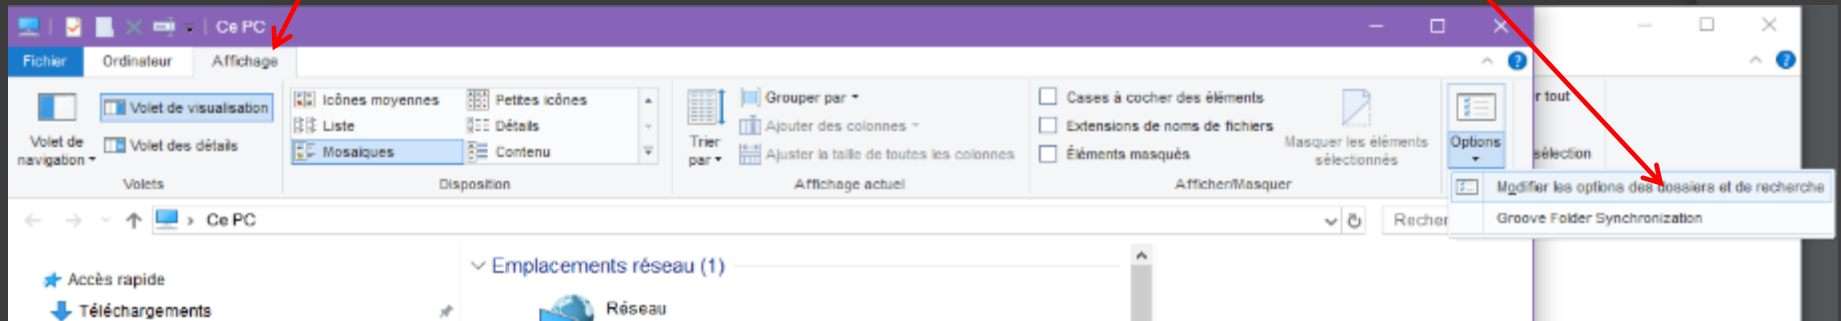 Ce PC
Fichier Ordinateur Affichage
Volet de navigation
Volet de visualisation
Volet des détails
Volets
Icônes moyennes Petites icônes
Liste Détails
Mosaïques Contenu
Disposition
Trier par
Grouper par
Ajouter des colonnes
Ajuster la taille de toutes les colonnes
Affichage actuel
Cases à cocher des éléments
Extensions de noms de fichiers
Éléments masqués
Masquer les éléments
sélectionnés
Afficher/Masquer
Options
r tout
sélection
Modifier les options des dossiers et de recherche
Groove Folder Synchronization
Ce PC
Recher
Accès rapide
Téléchargements
Emplacements réseau (1)
Réseau